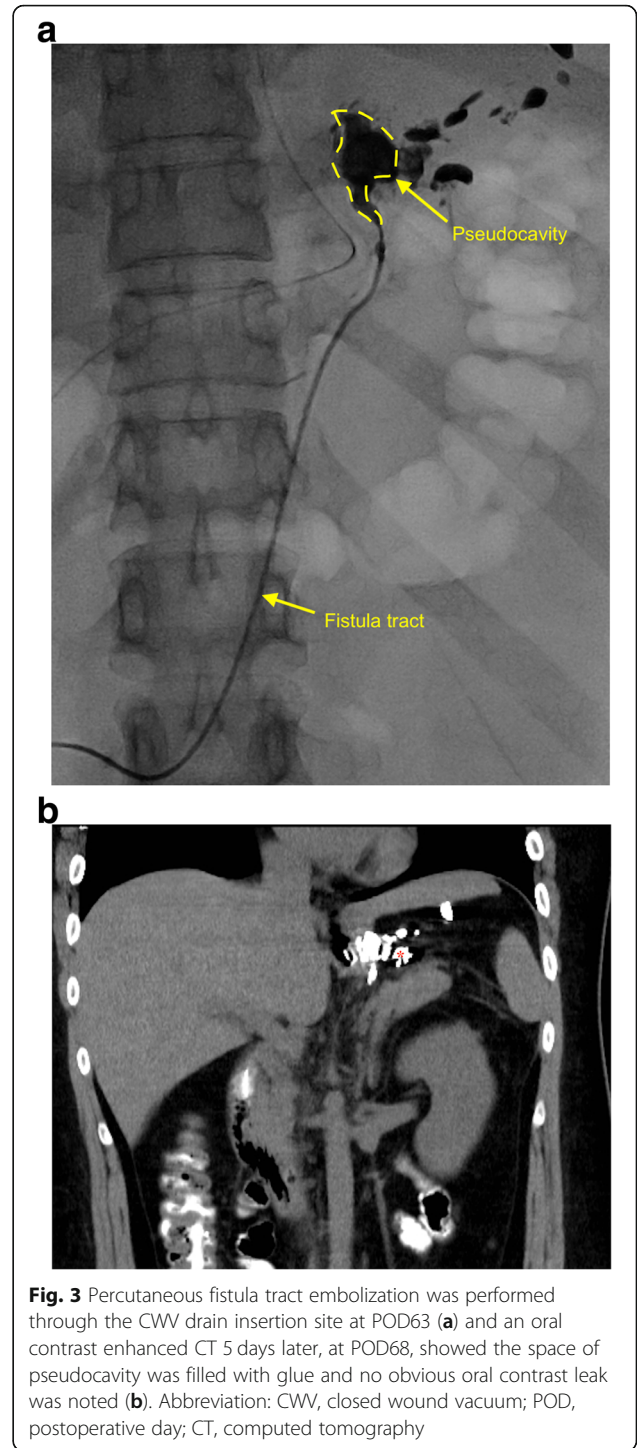 a
Pseudocavity
Fistula tract
b
*
Fig. 3 Percutaneous fistula tract embolization was performed
through the CWV drain insertion site at POD63 (a) and an oral
contrast enhanced CT 5 days later, at POD68, showed the space of
pseudocavity was filled with glue and no obvious oral contrast leak
was noted (b). Abbreviation: CWV, closed wound vacuum; POD,
postoperative day; CT, computed tomography